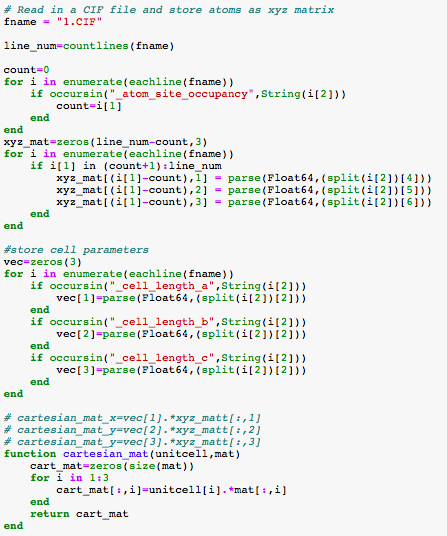 # Read in a CIF file and store atoms as xyz matrix
fname = "1.CIF"

line_num=countlines(fname)

count=0
for i in enumerate(eachline(fname))
    if occursin("_atom_site_occupancy",String(i[2]))
        count=i[1]
    end
end
xyz_mat=zeros(line_num-count,3)
for i in enumerate(eachline(fname))
    if i[1] in (count+1):line_num
        xyz_mat[(i[1]-count),1] = parse(Float64,(split(i[2])[4]))
        xyz_mat[(i[1]-count),2] = parse(Float64,(split(i[2])[5]))
        xyz_mat[(i[1]-count),3] = parse(Float64,(split(i[2])[6]))
    end
end

#store cell parameters
vec=zeros(3)
for i in enumerate(eachline(fname))
    if occursin("_cell_length_a",String(i[2]))
        vec[1]=parse(Float64,(split(i[2])[2]))
    end
    if occursin("_cell_length_b",String(i[2]))
        vec[2]=parse(Float64,(split(i[2])[2]))
    end
    if occursin("_cell_length_c",String(i[2]))
        vec[3]=parse(Float64,(split(i[2])[2]))
    end
end

# cartesian_mat_x=vec[1].*xyz_matt[:,1]
# cartesian_mat_y=vec[2].*xyz_matt[:,2]
# cartesian_mat_y=vec[3].*xyz_matt[:,3]
function cartesian_mat(unitcell,mat)
    cart_mat=zeros(size(mat))
    for i in 1:3
        cart_mat[:,i]=unitcell[i].*mat[:,i]
    end
    return cart_mat
end